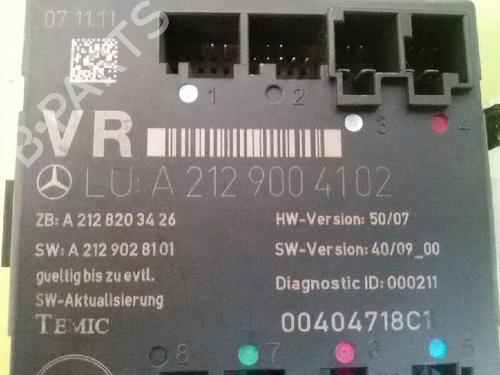 07.11.11
1 2 3 4
VR
LU: A 212 900 41 02
ZB: A 212 820 34 26 HW-Version: 50/07
SW: A 212 902 81 01 SW-Version: 40/09_00
gueltig bis zu evtl. Diagnostic ID: 000211
SW-Aktualisierung
TEMIC 00404718C1
8 7 6 5
B-PARTS